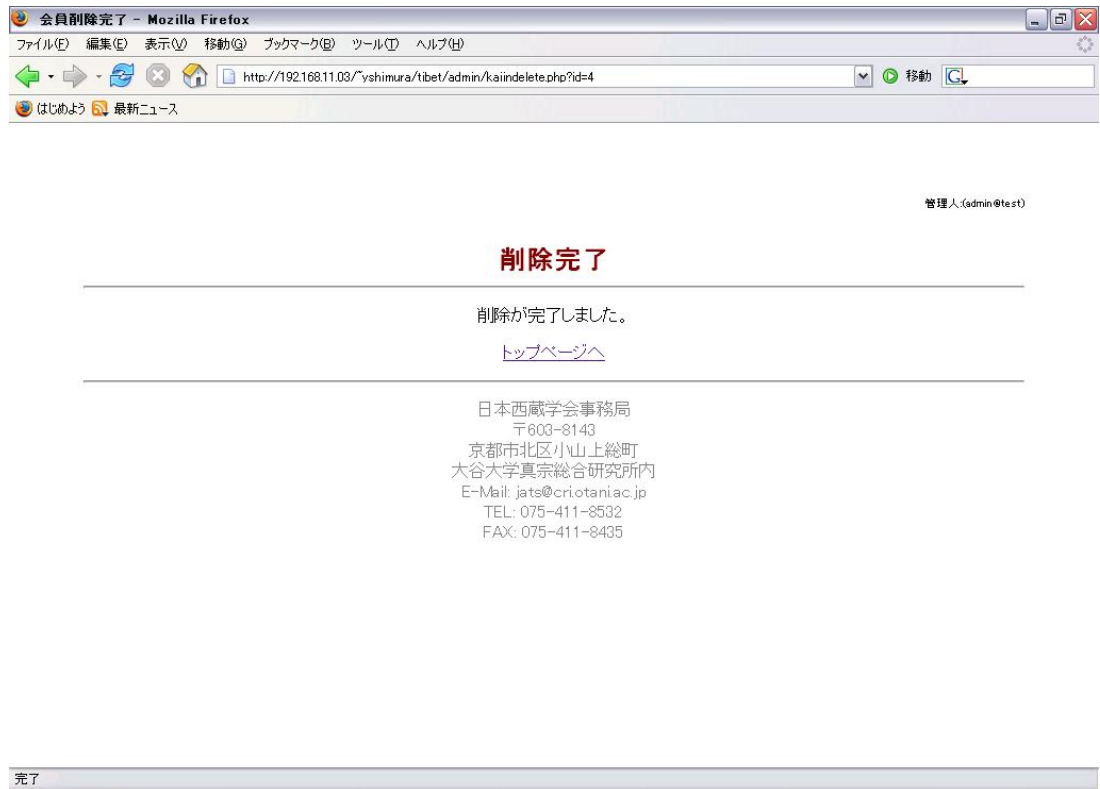 会員削除完了 - Mozilla Firefox
ファイル(F) 編集(E) 表示(V) 移動(G) ブックマーク(B) ツール(T) ヘルプ(H)
http://192.168.11.03/~yshimura/tibet/admin/kaiindelete.php?id=4 移動 G
はじめよう 最新ニュース
管理人:(admin@test)
削除完了
削除が完了しました。
トップページへ
日本西蔵学会事務局
〒603-8143
京都市北区小山上総町
大谷大学真宗総合研究所内
E-Mail: jats@cri.otani.ac.jp
TEL: 075-411-8532
FAX: 075-411-8435
完了